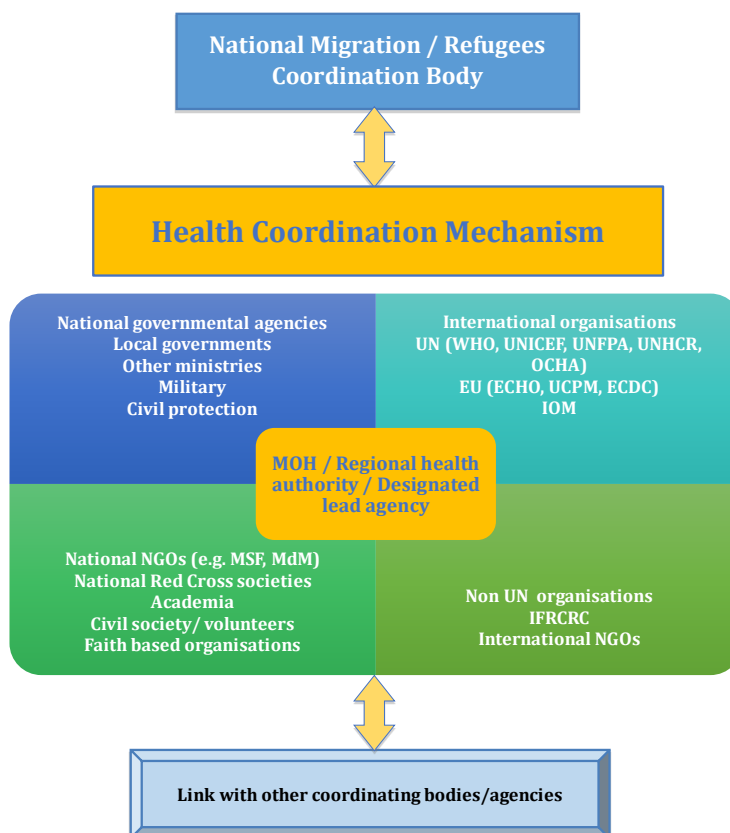 National Migration / Refugees
Coordination Body
Health Coordination Mechanism
National governmental agencies
Local governments
Other ministries
Military
Civil protection
International organisations
UN (WHO, UNICEF, UNFPA, UNHCR,
OCHA)
EU (ECHO, UCPM, ECDC)
IOM
MOH / Regional health
authority / Designated
lead agency
National NGOs (e.g. MSF, MdM)
National Red Cross societies
Academia
Civil society/ volunteers
Faith based organisations
Non UN organisations
IFRCRC
International NGOs
Link with other coordinating bodies/agencies